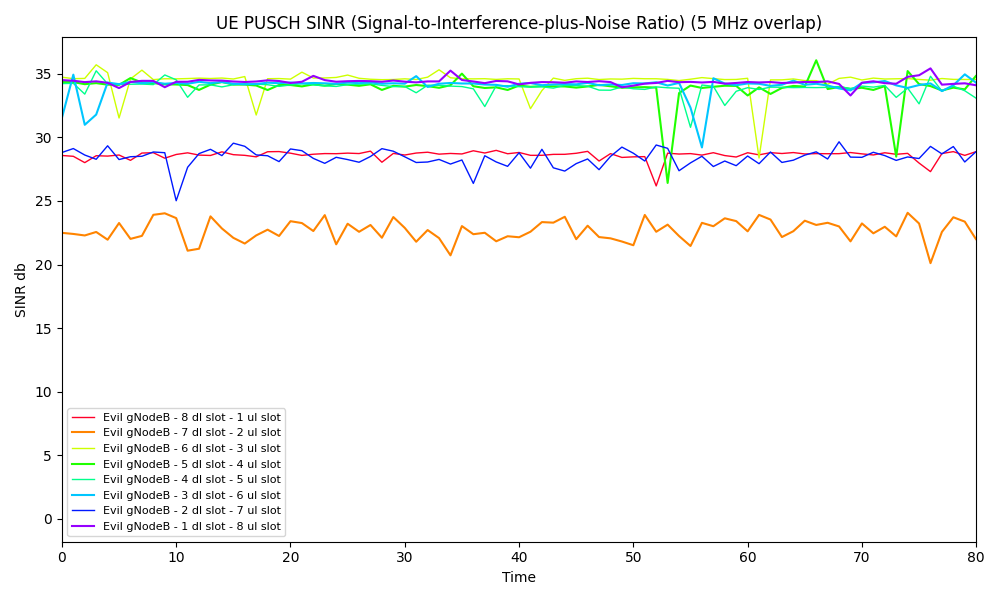 UE PUSCH SINR (Signal-to-Interference-plus-Noise Ratio) (5 MHz overlap)
35
30
25
20
15
10
5
0
SINR db
Evil gNodeB - 8 dl slot - 1 ul slot
Evil gNodeB - 7 dl slot - 2 ul slot
Evil gNodeB - 6 dl slot - 3 ul slot
Evil gNodeB - 5 dl slot - 4 ul slot
Evil gNodeB - 4 dl slot - 5 ul slot
Evil gNodeB - 3 dl slot - 6 ul slot
Evil gNodeB - 2 dl slot - 7 ul slot
Evil gNodeB - 1 dl slot - 8 ul slot
0 10 20 30 40 50 60 70 80
Time